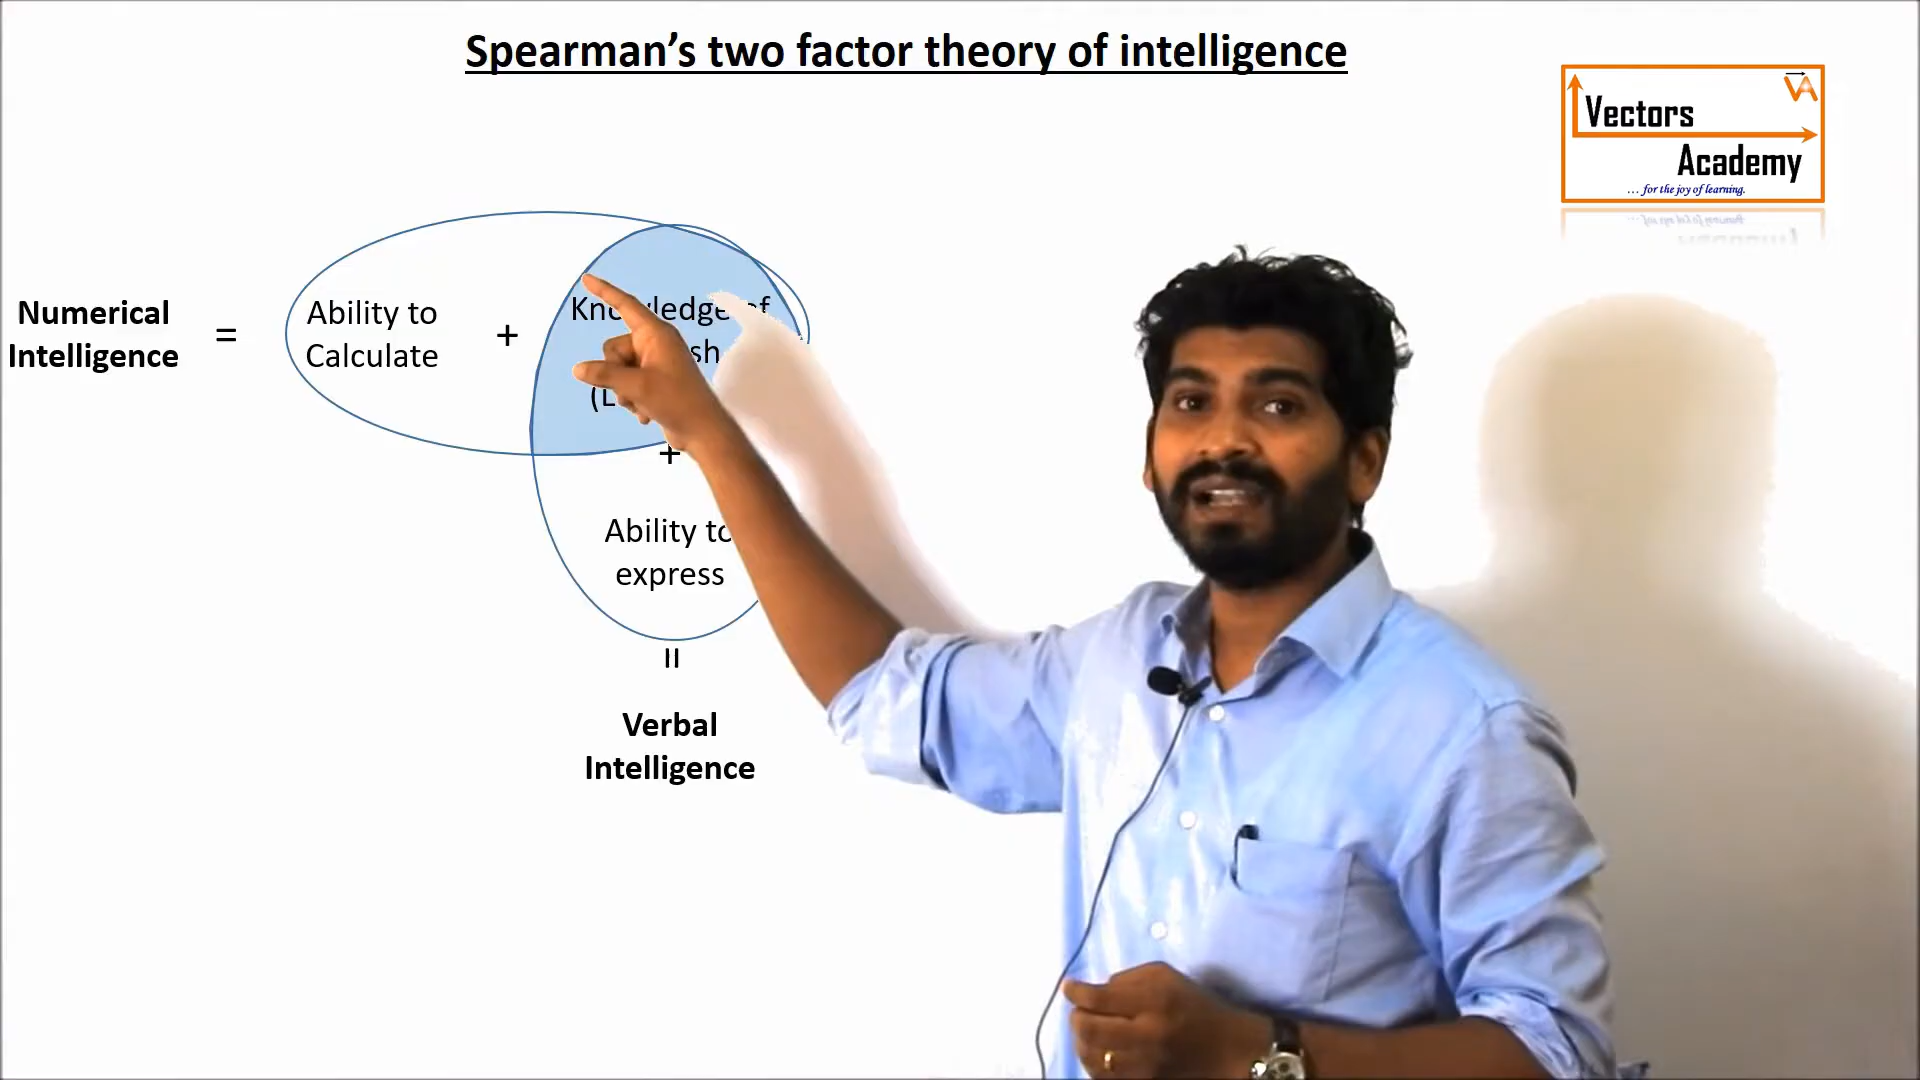 Spearman’s two factor theory of intelligence
Vectors
Academy
... for the joy of learning.
Numerical
Intelligence
=
Ability to
Calculate
+
of
+
Ability to
express
=
Verbal
Intelligence